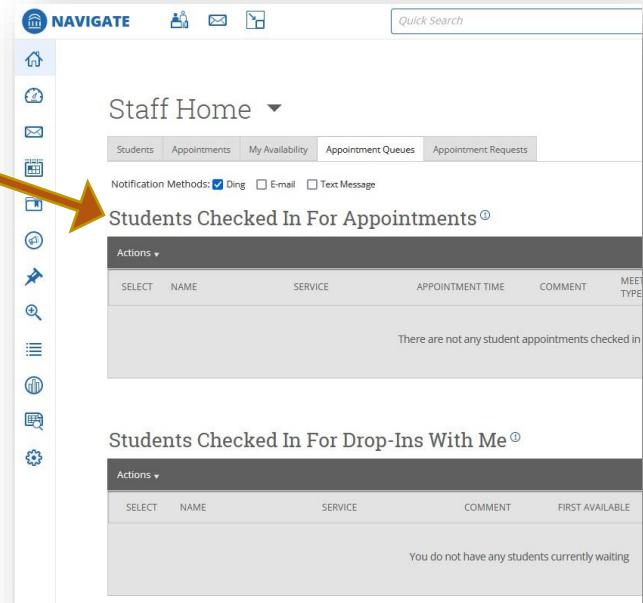 NAVIGATE
Quick Search
Staff Home
Students Appointments My Availability Appointment Queues Appointment Requests
Notification Methods: Ding E-mail Text Message
Students Checked In For Appointments
Actions
SELECT NAME SERVICE APPOINTMENT TIME COMMENT MEET
TYPE
There are not any student appointments checked in
Students Checked In For Drop-Ins With Me
Actions
SELECT NAME SERVICE COMMENT FIRST AVAILABLE
You do not have any students currently waiting